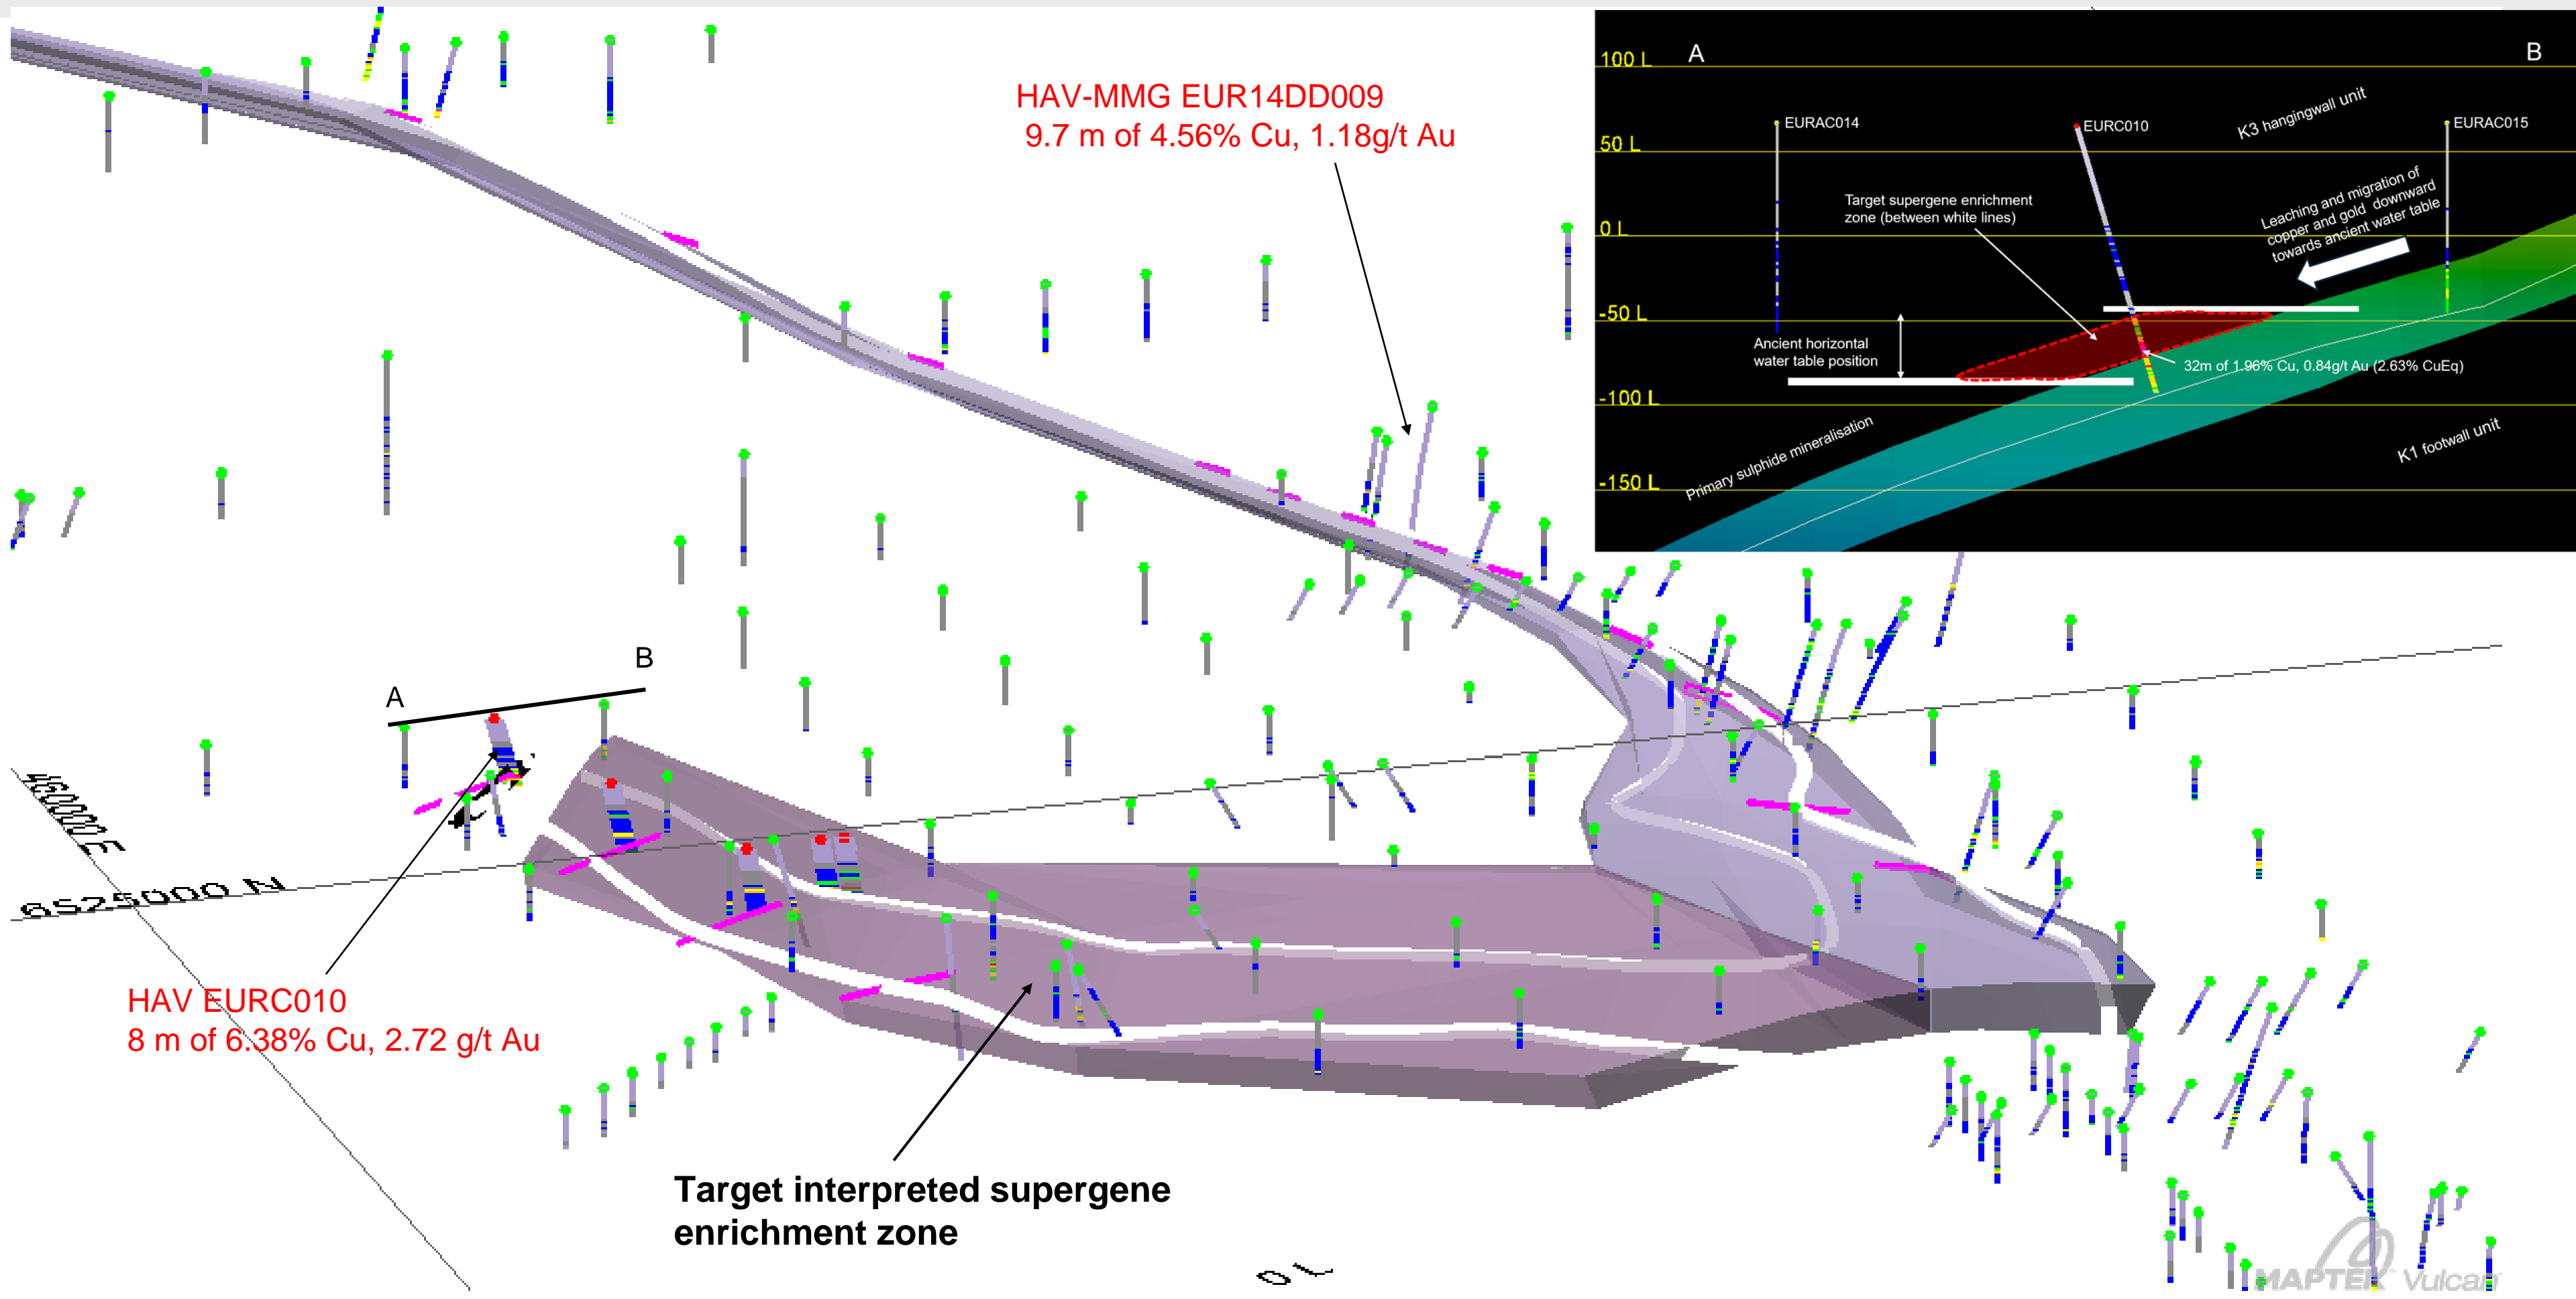 HAV-MMG EUR14DD009
9.7 m of 4.56% Cu, 1.18g/t Au
A
B
100 L
50 L
0 L
-50 L
-100 L
-150 L
EURAC014
EURC010
EURAC015
K3 hangingwall unit
Target supergene enrichment
zone (between white lines)
Leaching and migration of
copper and gold downward
towards ancient water table
Ancient horizontal
water table position
32m of 1.96% Cu, 0.84g/t Au (2.63% CuEq)
Primary sulphide mineralisation
K1 footwall unit
A
B
460000 E
6525000 N
HAV EURC010
8 m of 6.38% Cu, 2.72 g/t Au
Target interpreted supergene
enrichment zone
0 L
MAPTEK Vulcan